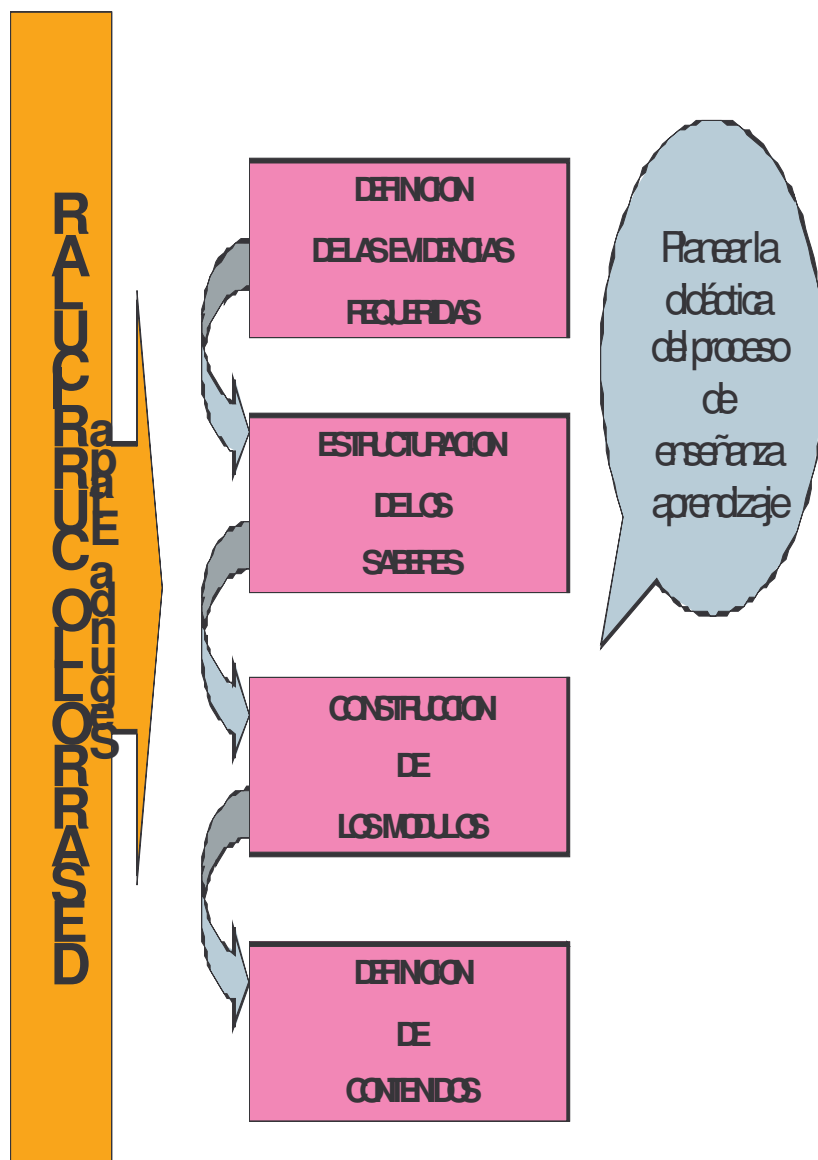 DESARROLLO CURRICULAR
Segunda Etapa
DEFINICION
DE LAS EVIDENCIAS
REQUERIDAS
ESTRUCTURACION
DE LOS
SABERES
CONSTRUCCION
DE
LOS MODULOS
DEFINICION
DE
CONTENIDOS
Planear la
didáctica
del proceso
de
enseñanza
aprendizaje